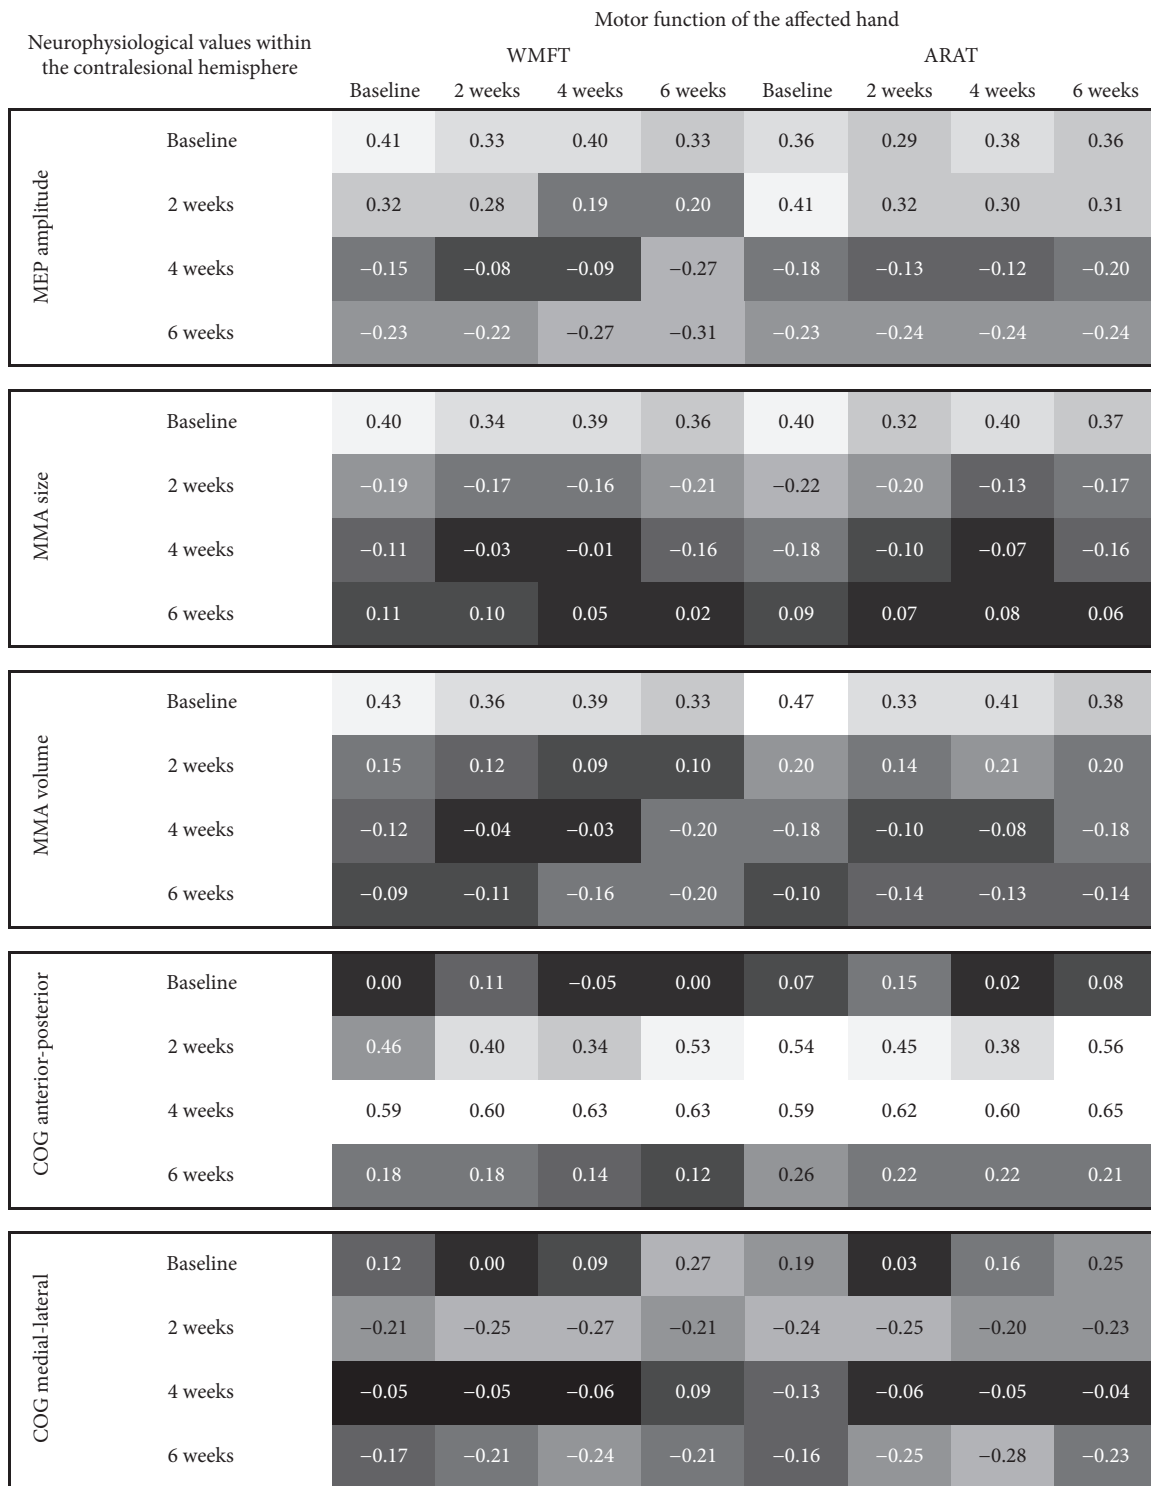 Motor function of the affected hand
Neurophysiological values within
the contralesional hemisphere
WMFT ARAT
Baseline 2 weeks 4 weeks 6 weeks Baseline 2 weeks 4 weeks 6 weeks
MEP amplitude
Baseline 0.41 0.33 0.40 0.33 0.36 0.29 0.38 0.36
2 weeks 0.32 0.28 0.19 0.20 0.41 0.32 0.30 0.31
4 weeks −0.15 −0.08 −0.09 −0.27 −0.18 −0.13 −0.12 −0.20
6 weeks −0.23 −0.22 −0.27 −0.31 −0.23 −0.24 −0.24 −0.24
MMA size
Baseline 0.40 0.34 0.39 0.36 0.40 0.32 0.40 0.37
2 weeks −0.19 −0.17 −0.16 −0.21 −0.22 −0.20 −0.13 −0.17
4 weeks −0.11 −0.03 −0.01 −0.16 −0.18 −0.10 −0.07 −0.16
6 weeks 0.11 0.10 0.05 0.02 0.09 0.07 0.08 0.06
MMA volume
Baseline 0.43 0.36 0.39 0.33 0.47 0.33 0.41 0.38
2 weeks 0.15 0.12 0.09 0.10 0.20 0.14 0.21 0.20
4 weeks −0.12 −0.04 −0.03 −0.20 −0.18 −0.10 −0.08 −0.18
6 weeks −0.09 −0.11 −0.16 −0.20 −0.10 −0.14 −0.13 −0.14
COG anterior-posterior
Baseline 0.00 0.11 −0.05 0.00 0.07 0.15 0.02 0.08
2 weeks 0.46 0.40 0.34 0.53 0.54 0.45 0.38 0.56
4 weeks 0.59 0.60 0.63 0.63 0.59 0.62 0.60 0.65
6 weeks 0.18 0.18 0.14 0.12 0.26 0.22 0.22 0.21
COG medial-lateral
Baseline 0.12 0.00 0.09 0.27 0.19 0.03 0.16 0.25
2 weeks −0.21 −0.25 −0.27 −0.21 −0.24 −0.25 −0.20 −0.23
4 weeks −0.05 −0.05 −0.06 0.09 −0.13 −0.06 −0.05 −0.04
6 weeks −0.17 −0.21 −0.24 −0.21 −0.16 −0.25 −0.28 −0.23